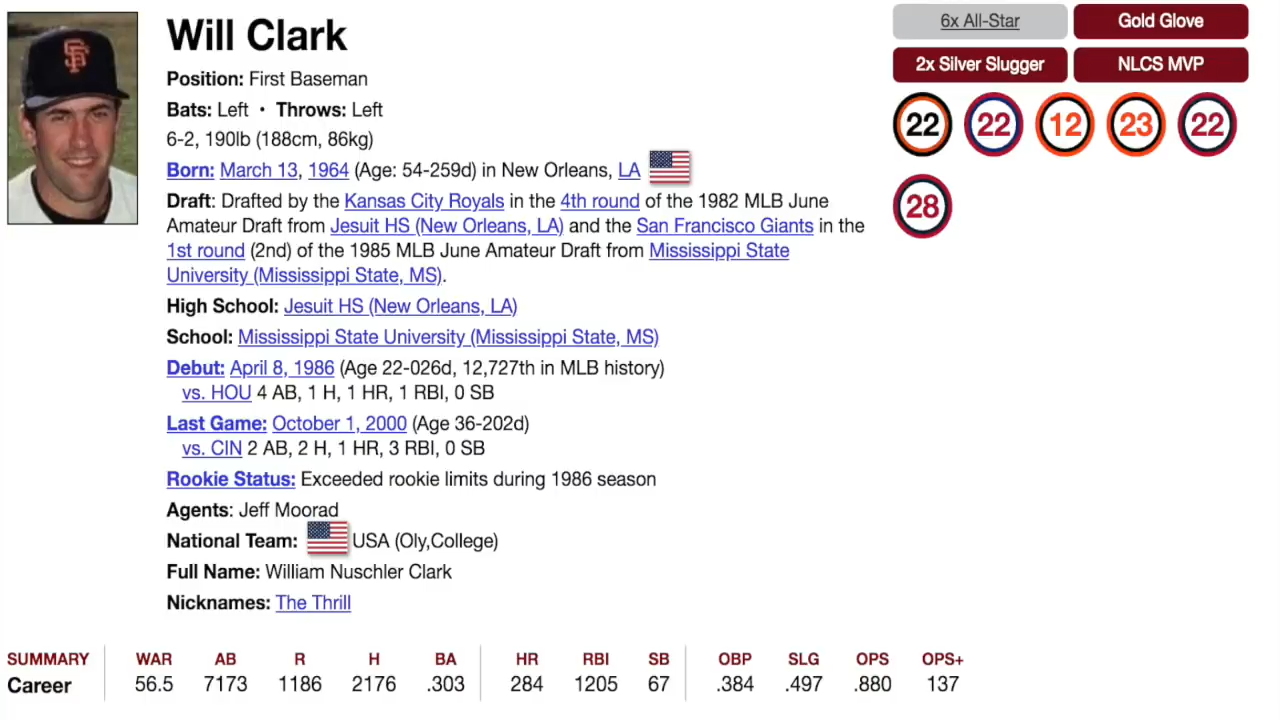 Will Clark
Position: First Baseman
Bats: Left • Throws: Left
6-2, 190lb (188cm, 86kg)
Born: March 13, 1964 (Age: 54-259d) in New Orleans, LA
Draft: Drafted by the Kansas City Royals in the 4th round of the 1982 MLB June
Amateur Draft from Jesuit HS (New Orleans, LA) and the San Francisco Giants in the
1st round (2nd) of the 1985 MLB June Amateur Draft from Mississippi State
University (Mississippi State, MS).
High School: Jesuit HS (New Orleans, LA)
School: Mississippi State University (Mississippi State, MS)
Debut: April 8, 1986 (Age 22-026d, 12,727th in MLB history)
vs. HOU 4 AB, 1 H, 1 HR, 1 RBI, 0 SB
Last Game: October 1, 2000 (Age 36-202d)
vs. CIN 2 AB, 2 H, 1 HR, 3 RBI, 0 SB
Rookie Status: Exceeded rookie limits during 1986 season
Agents: Jeff Moorad
National Team: USA (Oly,College)
Full Name: William Nuschler Clark
Nicknames: The Thrill
6x All-Star Gold Glove
2x Silver Slugger NLCS MVP
22 22 12 23 22
28
SF
SUMMARY WAR AB R H BA HR RBI SB OBP SLG OPS OPS+
Career 56.5 7173 1186 2176 .303 284 1205 67 .384 .497 .880 137